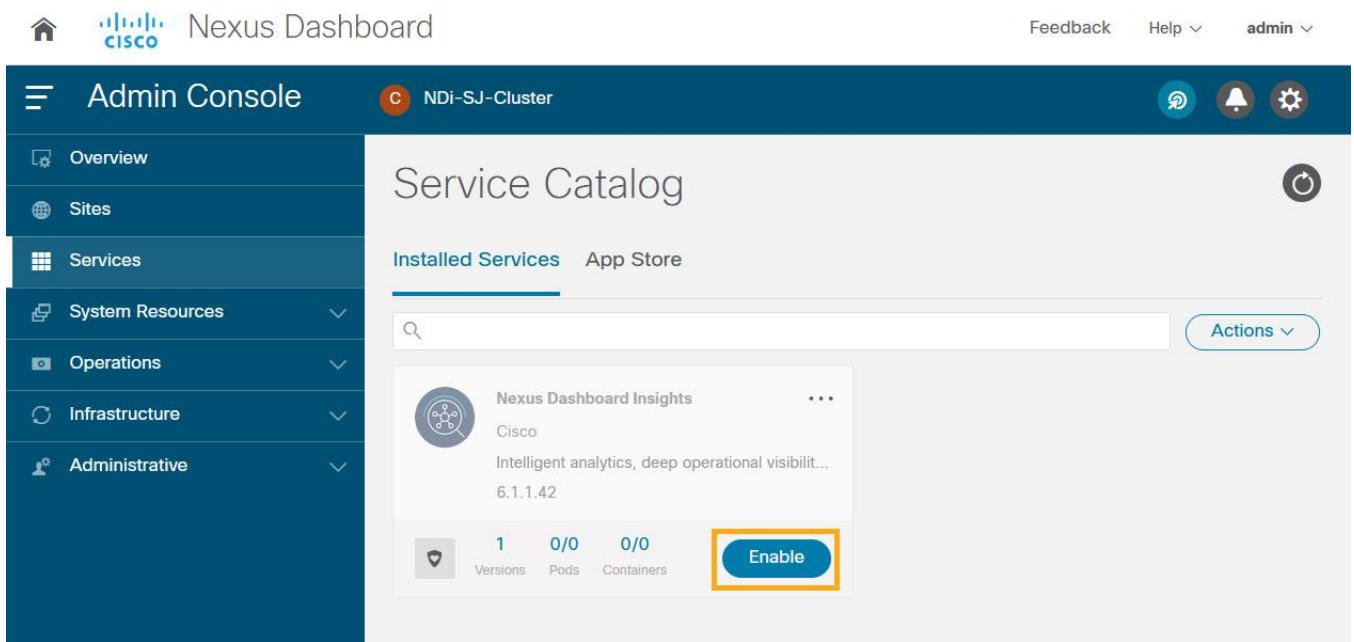 CISCO Nexus Dashboard Feedback Help admin
Admin Console C NDi-SJ-Cluster
Overview
Sites
Services
System Resources
Operations
Infrastructure
Administrative
Service Catalog
Installed Services App Store
Actions
Nexus Dashboard Insights ...
Cisco
Intelligent analytics, deep operational visibilit...
6.1.1.42
1 0/0 0/0
Versions Pods Containers
Enable